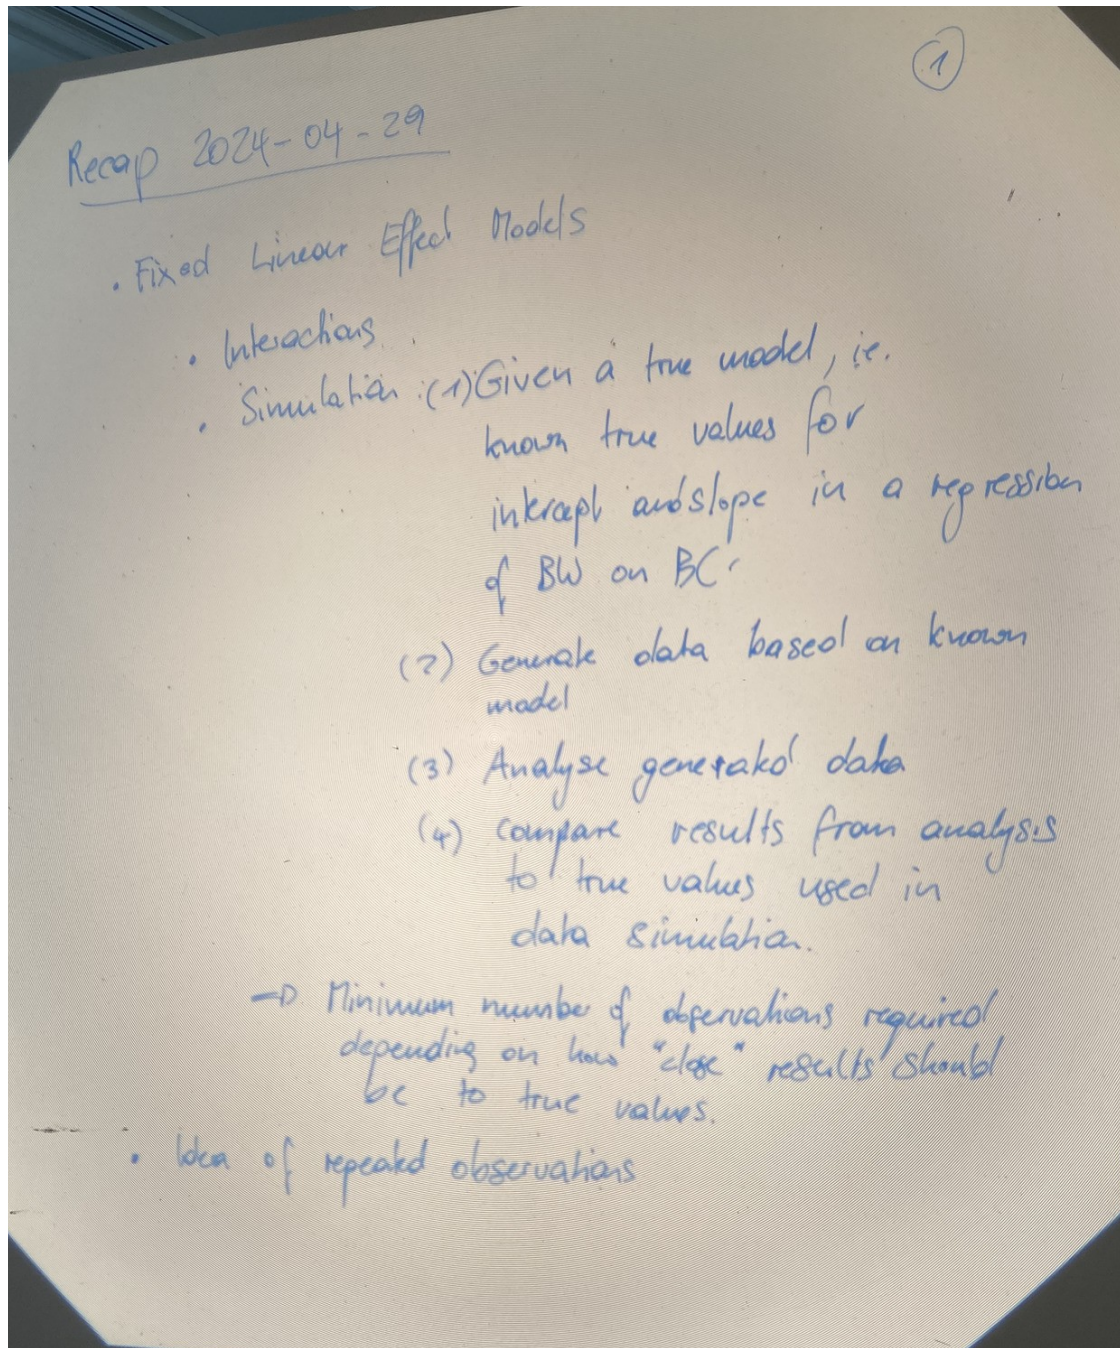 1
Recap 2024-04-29
• Fixed Linear Effect Models
• Interactions
• Simulation : (1) Given a true model, i.e.
known true values for
intercept and slope in a regression
of BW on BC.
(2) Generate data based on known
model
(3) Analyse generated data
(4) Compare results from analysis
to true values used in
data simulation.
→ Minimum number of observations required
depending on how "close" results should
be to true values.
• Idea of repeated observations